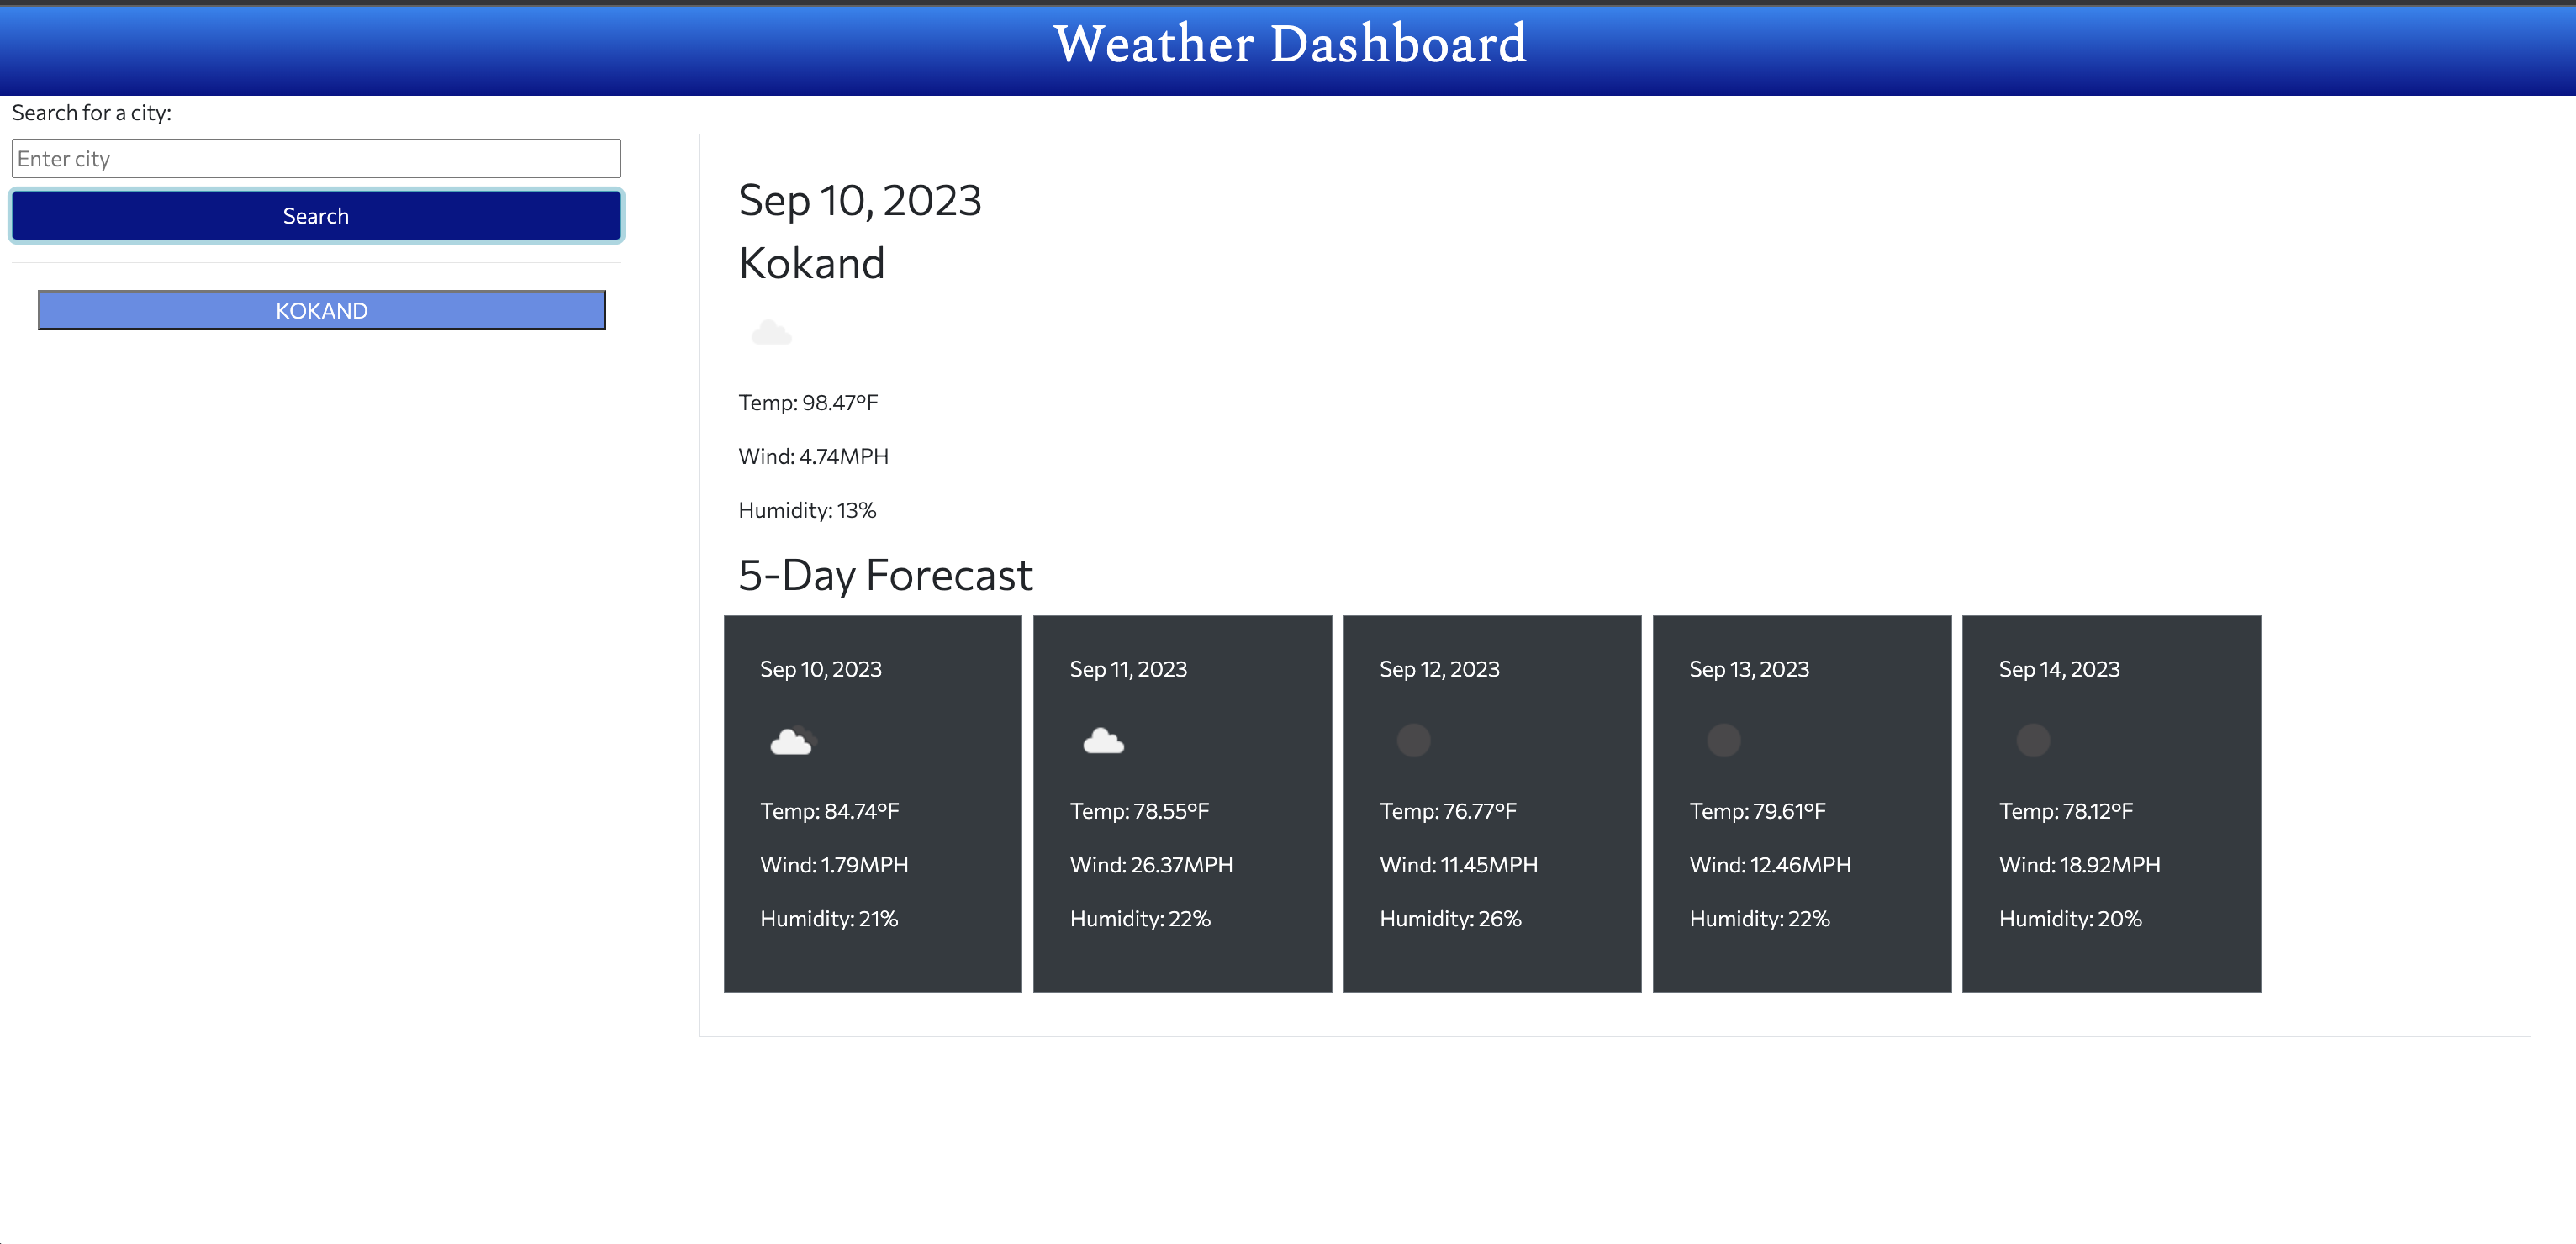 Weather Dashboard
Search for a city:
Enter city
Search
KOKAND
Sep 10, 2023
Kokand
Temp: 98.47°F
Wind: 4.74MPH
Humidity: 13%
5-Day Forecast
Sep 10, 2023
Temp: 84.74°F
Wind: 1.79MPH
Humidity: 21%
Sep 11, 2023
Temp: 78.55°F
Wind: 26.37MPH
Humidity: 22%
Sep 12, 2023
Temp: 76.77°F
Wind: 11.45MPH
Humidity: 26%
Sep 13, 2023
Temp: 79.61°F
Wind: 12.46MPH
Humidity: 22%
Sep 14, 2023
Temp: 78.12°F
Wind: 18.92MPH
Humidity: 20%